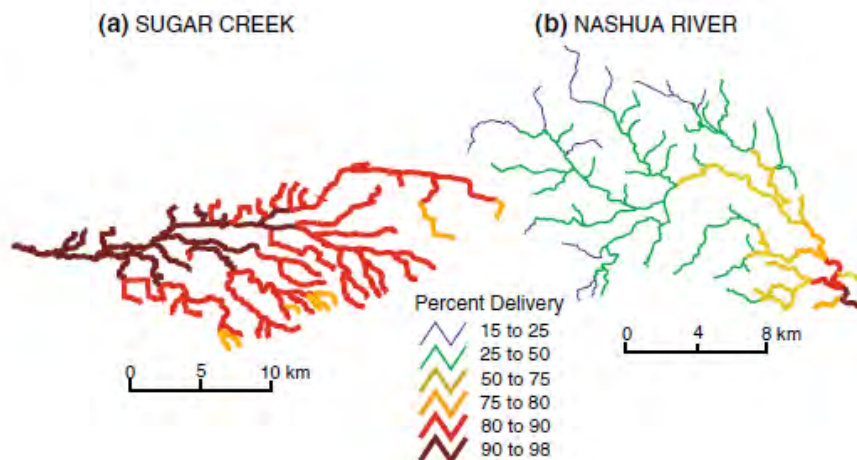 (a) SUGAR CREEK
(b) NASHUA RIVER
0 5 10 km
Percent Delivery
15 to 25
25 to 50
50 to 75
75 to 80
80 to 90
90 to 98
0 4 8 km